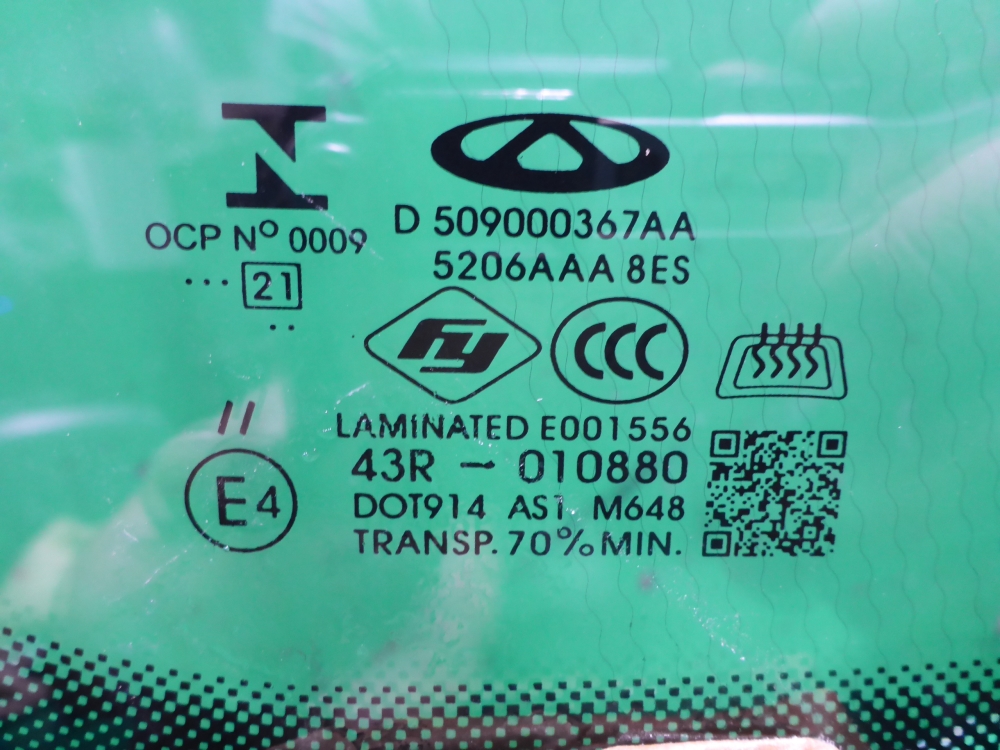 OCP Nº 0009
D 509000367AA
5206AAA 8ES
... 21
..
fy
CCC
//
LAMINATED E001556
E4
43R - 010880
DOT914 AS1 M648
TRANSP. 70% MIN.